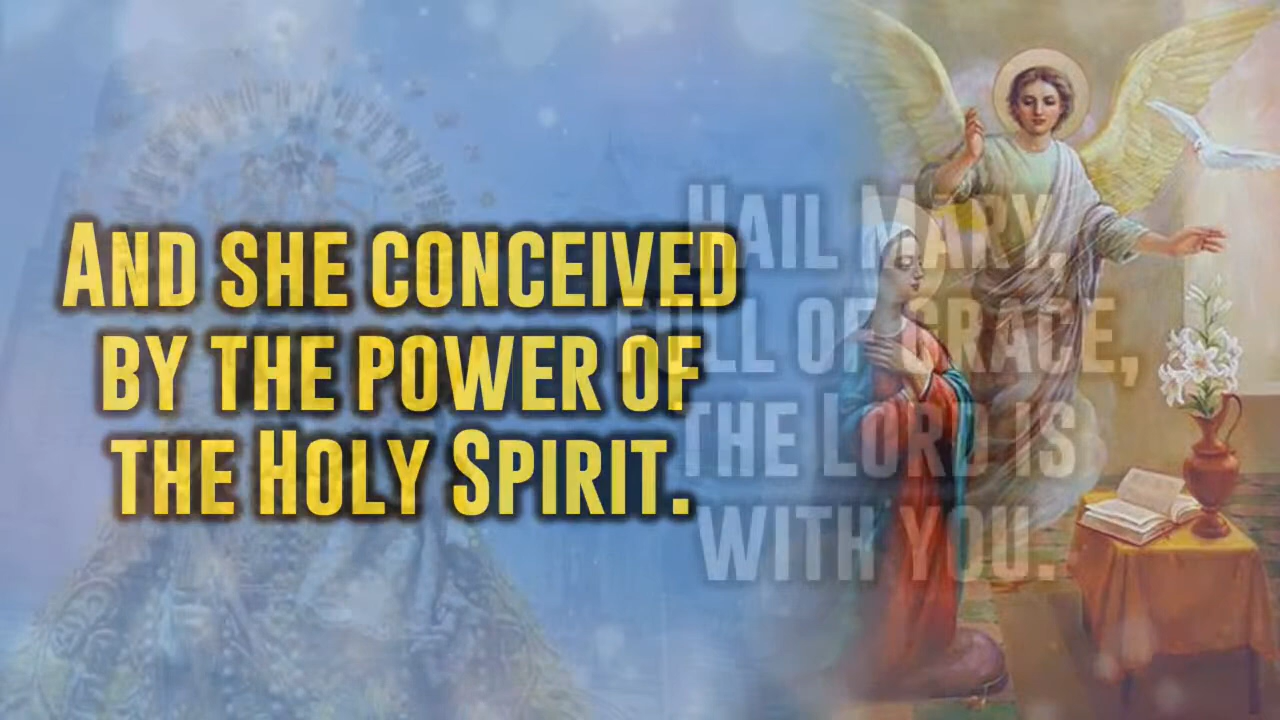 And she conceived
by the power of
the Holy Spirit.
Hail Mary,
full of grace,
the Lord is
with you.